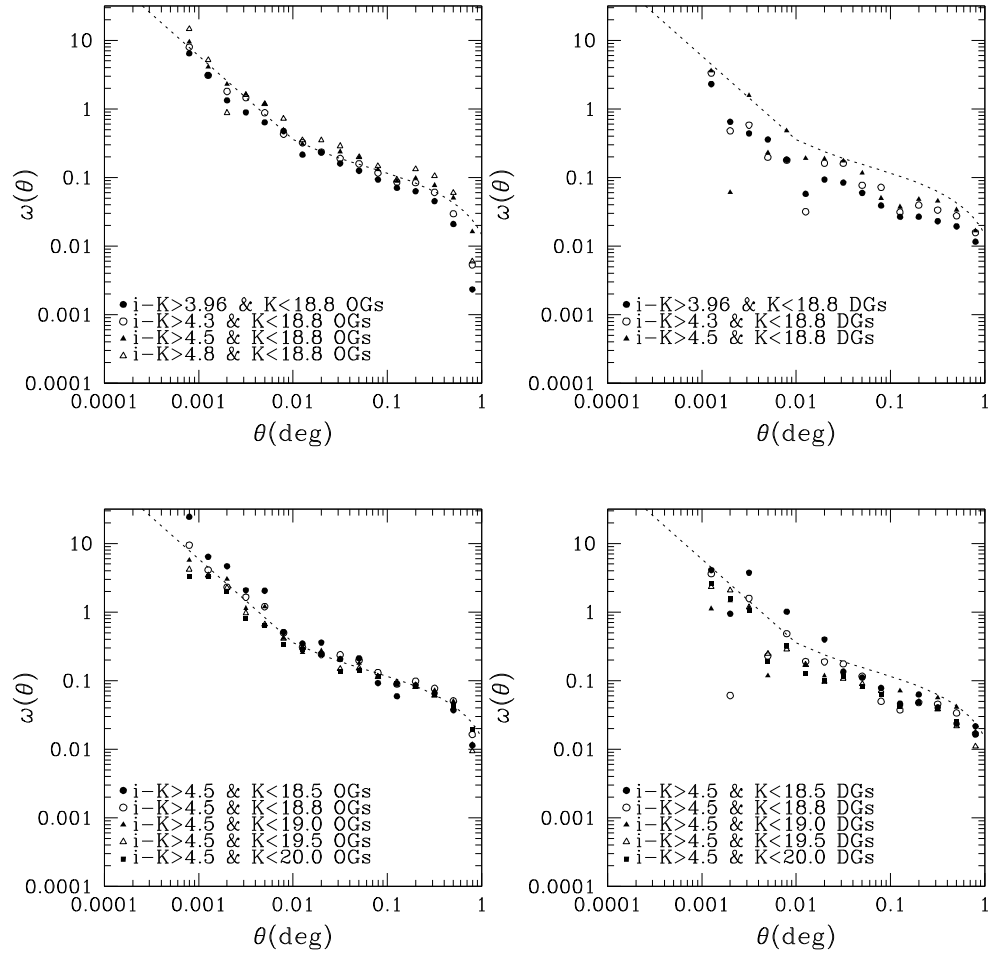 10
1
0.1
0.01
0.001
0.0001
ω(θ)
i−K>3.96 & K<18.8 OGs
i−K>4.3 & K<18.8 OGs
i−K>4.5 & K<18.8 OGs
i−K>4.8 & K<18.8 OGs
0.0001 0.001 0.01 0.1 1
θ(deg)
10
1
0.1
0.01
0.001
0.0001
ω(θ)
i−K>3.96 & K<18.8 DGs
i−K>4.3 & K<18.8 DGs
i−K>4.5 & K<18.8 DGs
0.0001 0.001 0.01 0.1 1
θ(deg)
10
1
0.1
0.01
0.001
0.0001
ω(θ)
i−K>4.5 & K<18.5 OGs
i−K>4.5 & K<18.8 OGs
i−K>4.5 & K<19.0 OGs
i−K>4.5 & K<19.5 OGs
i−K>4.5 & K<20.0 OGs
0.0001 0.001 0.01 0.1 1
θ(deg)
10
1
0.1
0.01
0.001
0.0001
ω(θ)
i−K>4.5 & K<18.5 DGs
i−K>4.5 & K<18.8 DGs
i−K>4.5 & K<19.0 DGs
i−K>4.5 & K<19.5 DGs
i−K>4.5 & K<20.0 DGs
0.0001 0.001 0.01 0.1 1
θ(deg)